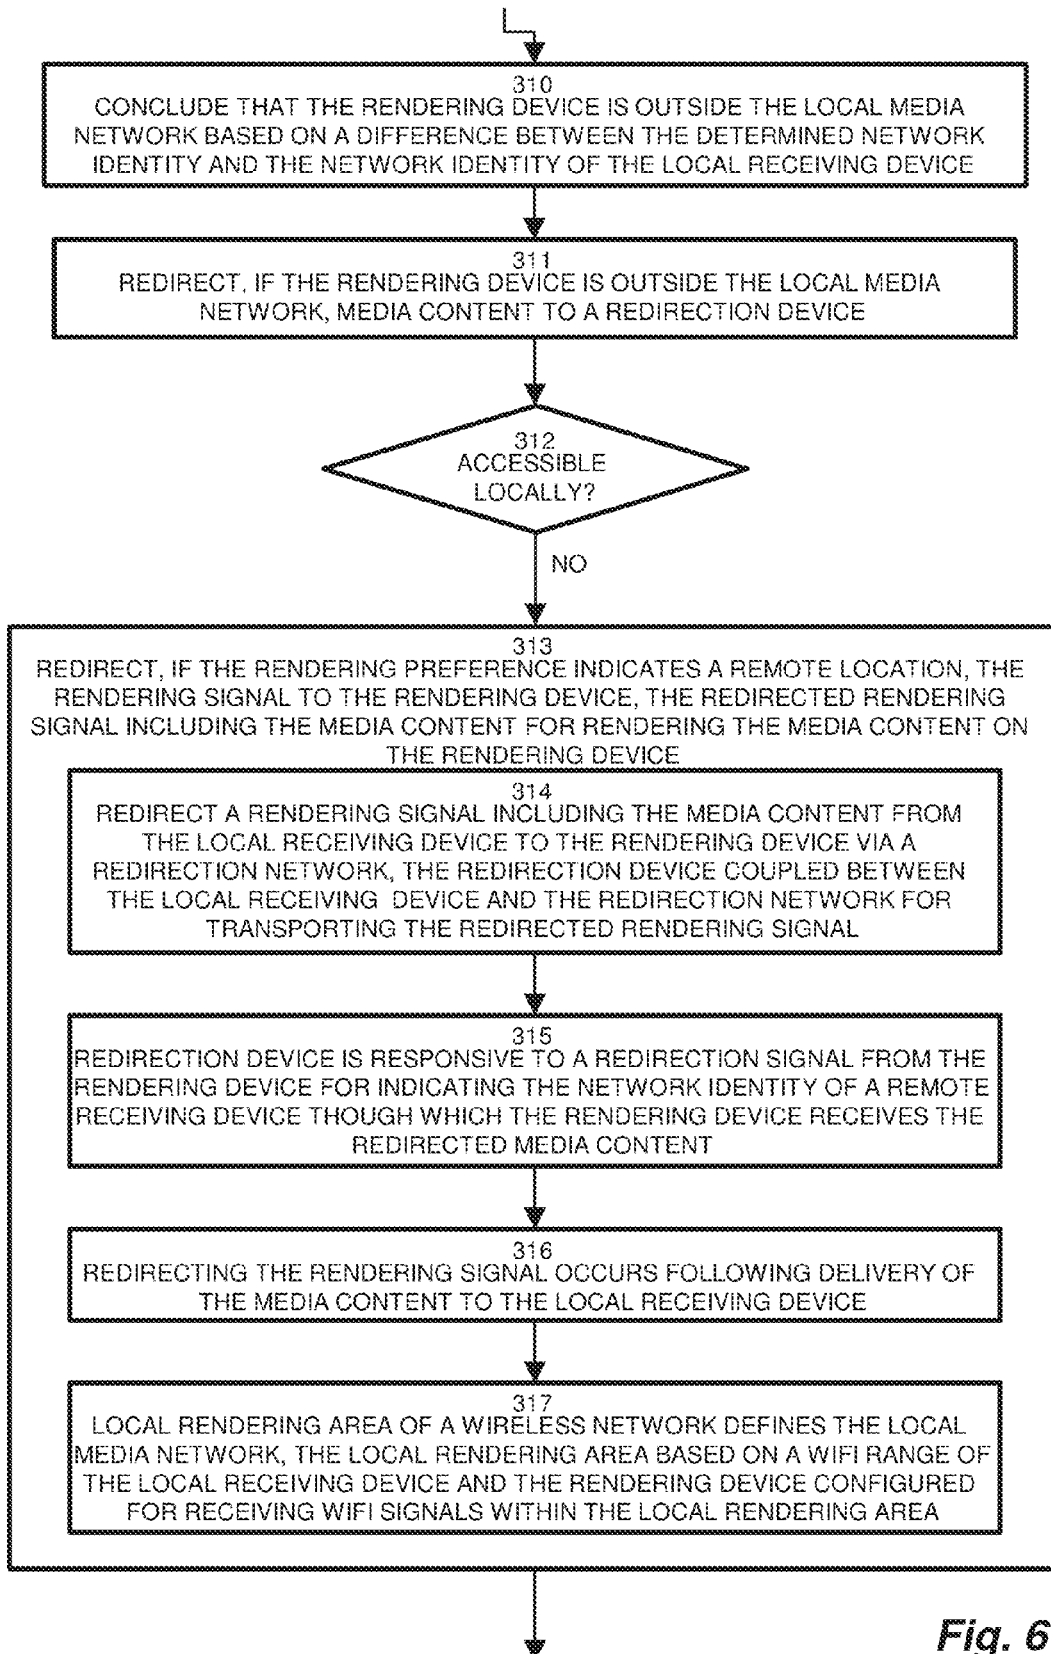 310
CONCLUDE THAT THE RENDERING DEVICE IS OUTSIDE THE LOCAL MEDIA
NETWORK BASED ON A DIFFERENCE BETWEEN THE DETERMINED NETWORK
IDENTITY AND THE NETWORK IDENTITY OF THE LOCAL RECEIVING DEVICE
311
REDIRECT, IF THE RENDERING DEVICE IS OUTSIDE THE LOCAL MEDIA
NETWORK, MEDIA CONTENT TO A REDIRECTION DEVICE
312
ACCESSIBLE
LOCALLY?
NO
313
REDIRECT, IF THE RENDERING PREFERENCE INDICATES A REMOTE LOCATION, THE
RENDERING SIGNAL TO THE RENDERING DEVICE, THE REDIRECTED RENDERING
SIGNAL INCLUDING THE MEDIA CONTENT FOR RENDERING THE MEDIA CONTENT ON
THE RENDERING DEVICE
314
REDIRECT A RENDERING SIGNAL INCLUDING THE MEDIA CONTENT FROM
THE LOCAL RECEIVING DEVICE TO THE RENDERING DEVICE VIA A
REDIRECTION NETWORK, THE REDIRECTION DEVICE COUPLED BETWEEN
THE LOCAL RECEIVING DEVICE AND THE REDIRECTION NETWORK FOR
TRANSPORTING THE REDIRECTED RENDERING SIGNAL
315
REDIRECTION DEVICE IS RESPONSIVE TO A REDIRECTION SIGNAL FROM THE
RENDERING DEVICE FOR INDICATING THE NETWORK IDENTITY OF A REMOTE
RECEIVING DEVICE THOUGH WHICH THE RENDERING DEVICE RECEIVES THE
REDIRECTED MEDIA CONTENT
316
REDIRECTING THE RENDERING SIGNAL OCCURS FOLLOWING DELIVERY OF
THE MEDIA CONTENT TO THE LOCAL RECEIVING DEVICE
317
LOCAL RENDERING AREA OF A WIRELESS NETWORK DEFINES THE LOCAL
MEDIA NETWORK, THE LOCAL RENDERING AREA BASED ON A WIFI RANGE OF
THE LOCAL RECEIVING DEVICE AND THE RENDERING DEVICE CONFIGURED
FOR RECEIVING WIFI SIGNALS WITHIN THE LOCAL RENDERING AREA
Fig. 6